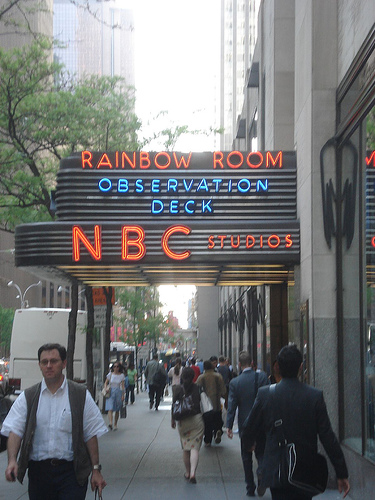 RAINBOW ROOM
OBSERVATION
DECK
NBC STUDIOS